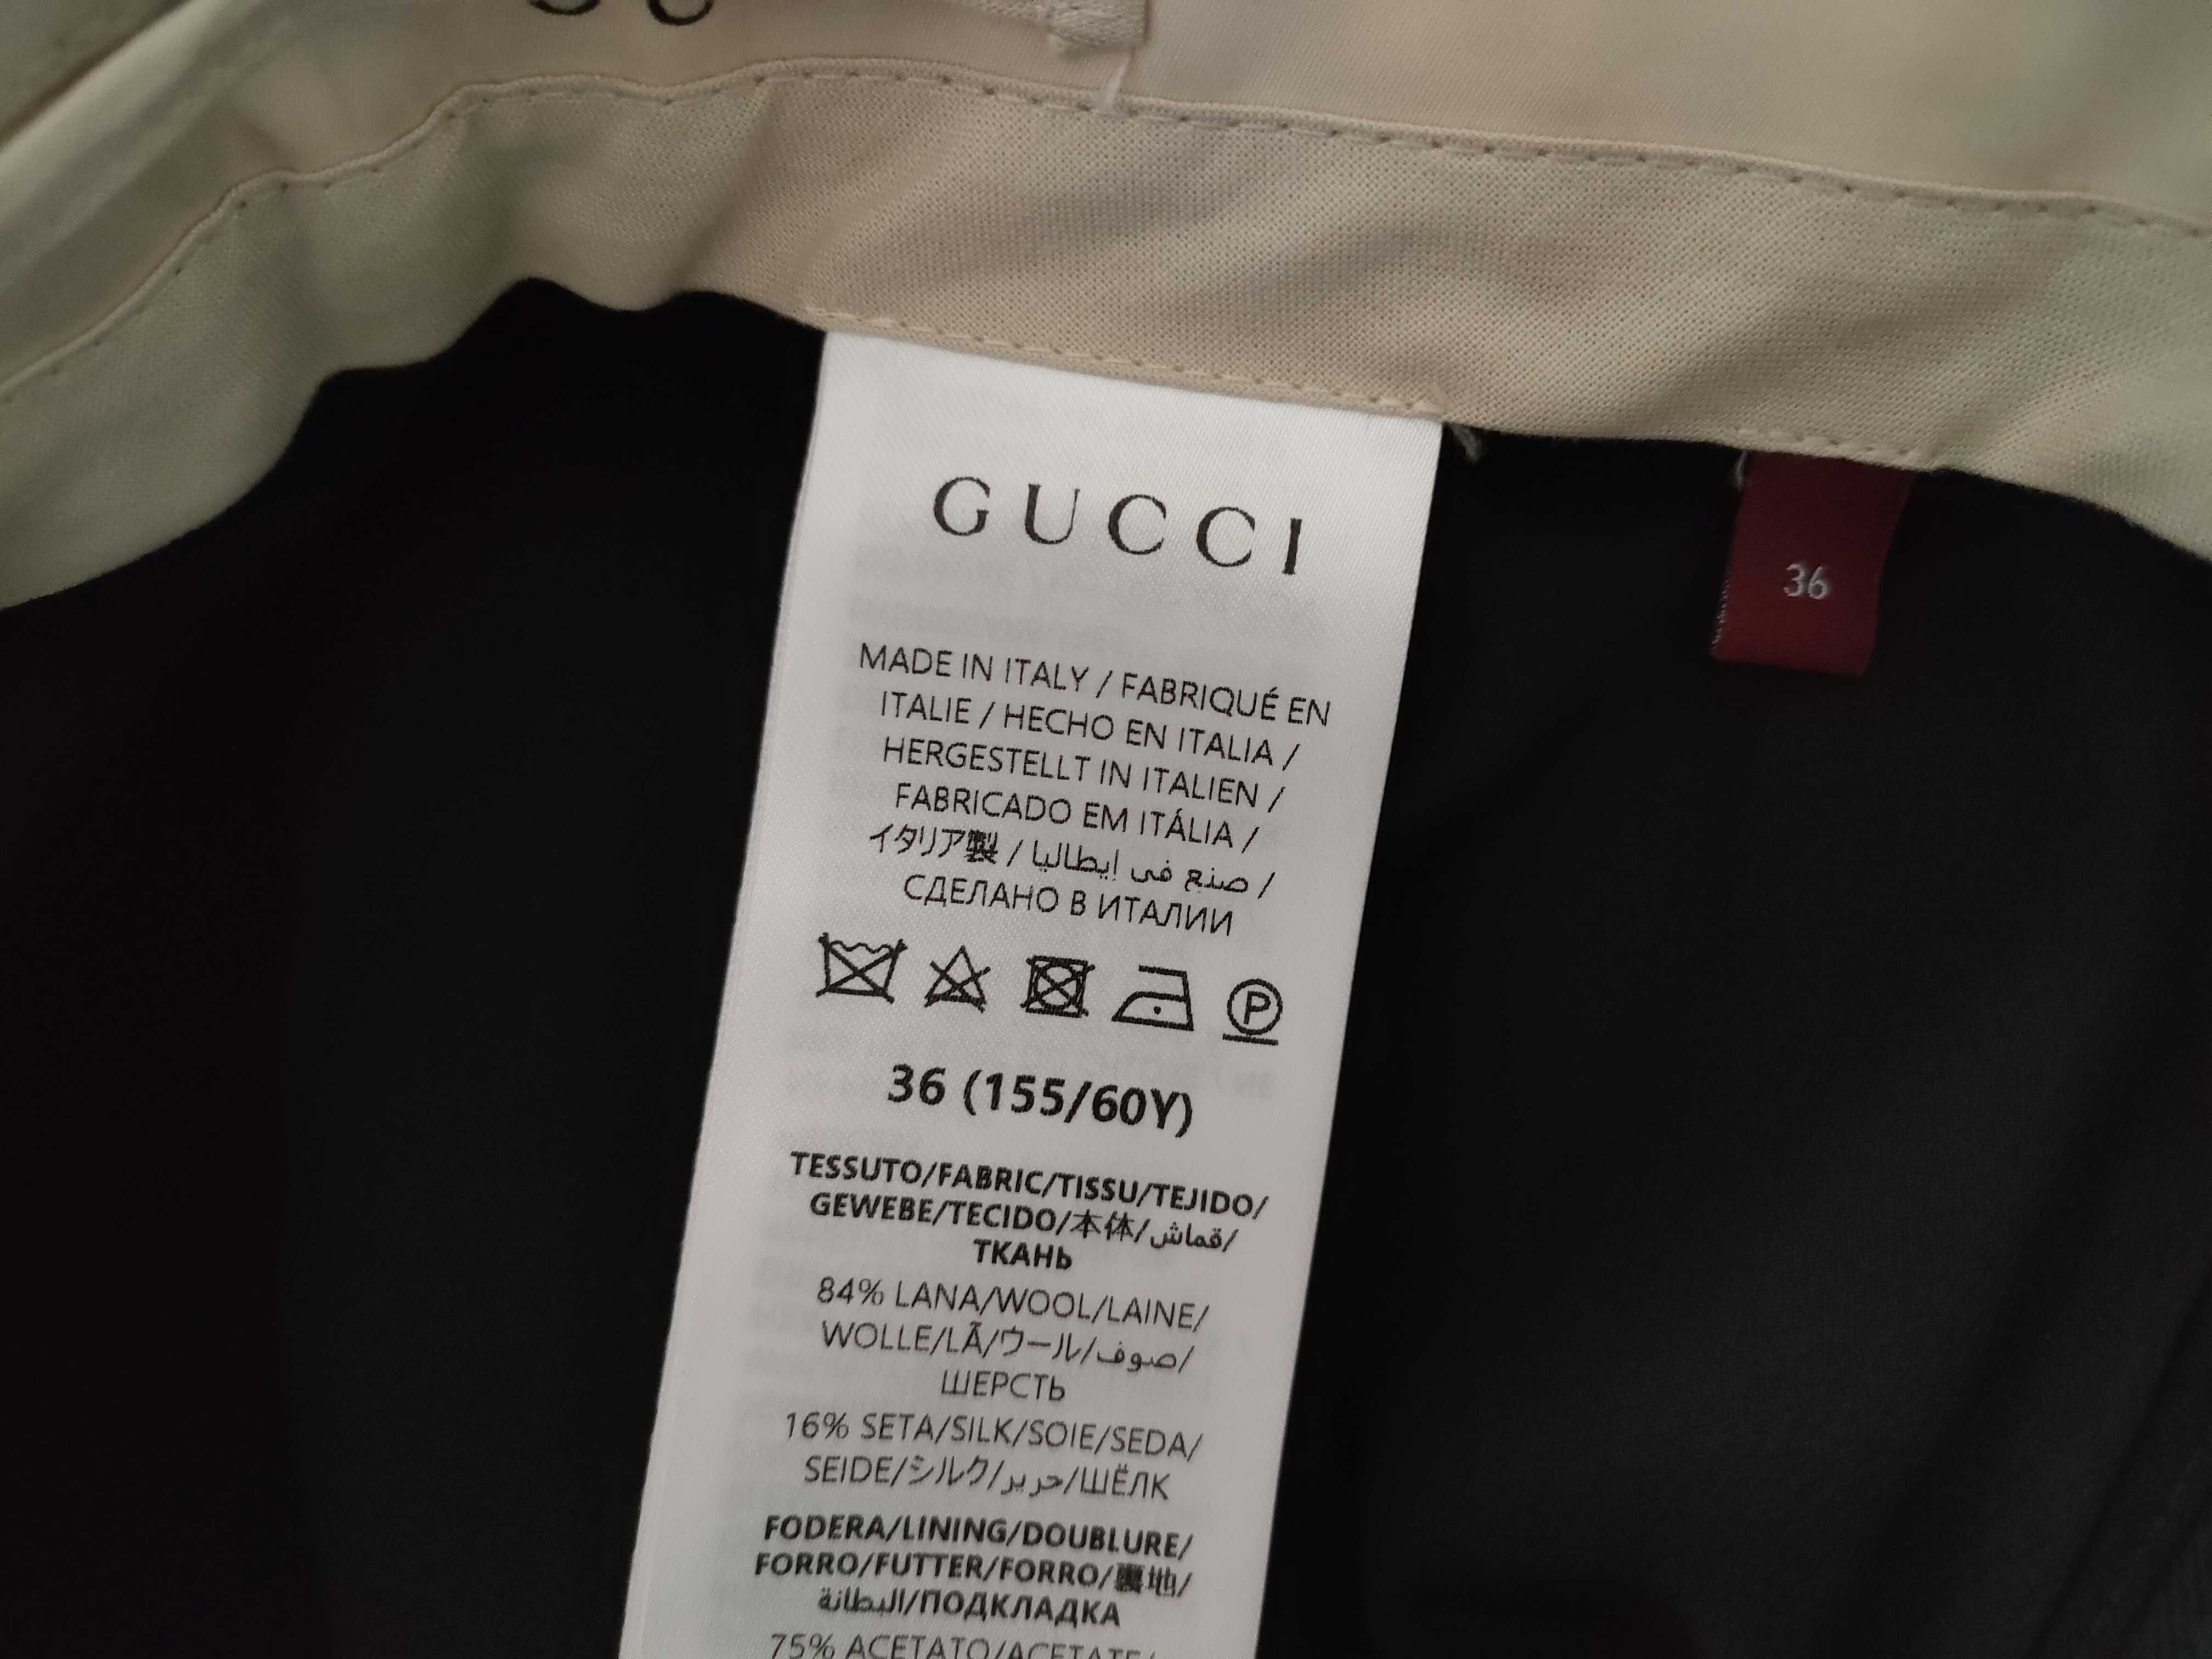 GUCCI
36
MADE IN ITALY / FABRIQUÉ EN
ITALIE / HECHO EN ITALIA /
HERGESTELLT IN ITALIEN /
FABRICADO EM ITÁLIA /
イタリア製 / صنع في إيطاليا /
СДЕЛАНО В ИТАЛИИ
P
36 (155/60Y)
TESSUTO/FABRIC/TISSU/TEJIDO/
GEWEBE/TECIDO/本体/قماش/
ТКАНЬ
84% LANA/WOOL/LAINE/
WOLLE/LÃ/ウール/صوف/
ШЕРСТЬ
16% SETA/SILK/SOIE/SEDA/
SEIDE/シルク/حرير/ШЁЛК
FODERA/LINING/DOUBLURE/
FORRO/FUTTER/FORRO/裏地/
البطانة/ПОДКЛАДКА
75% ACETATO/ACETATE/